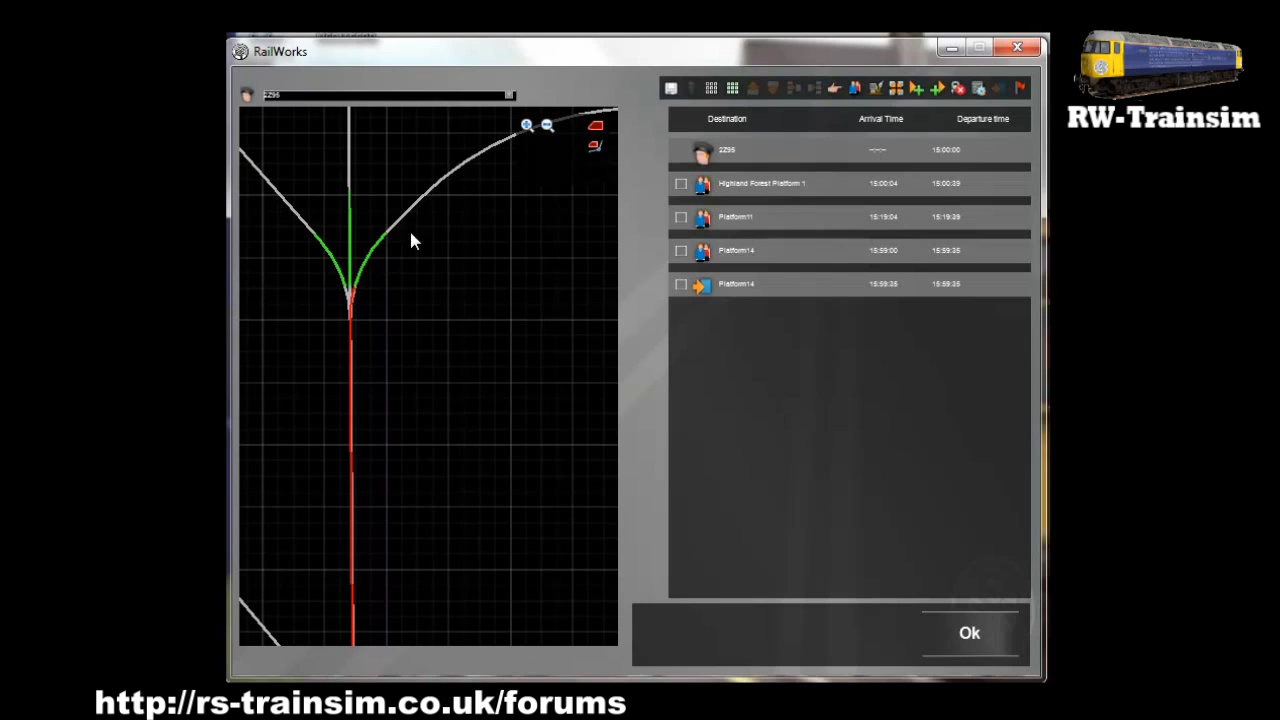 RailWorks
2Z96
RW-Trainsim
Destination Arrival Time Departure time
2Z96 --:--:-- 15:00:00
Highland Forest Platform 1 15:00:04 15:00:39
Platform11 15:19:04 15:19:39
Platform14 15:59:00 15:59:35
Platform14 15:59:35 15:59:35
Ok
http://rs-trainsim.co.uk/forums